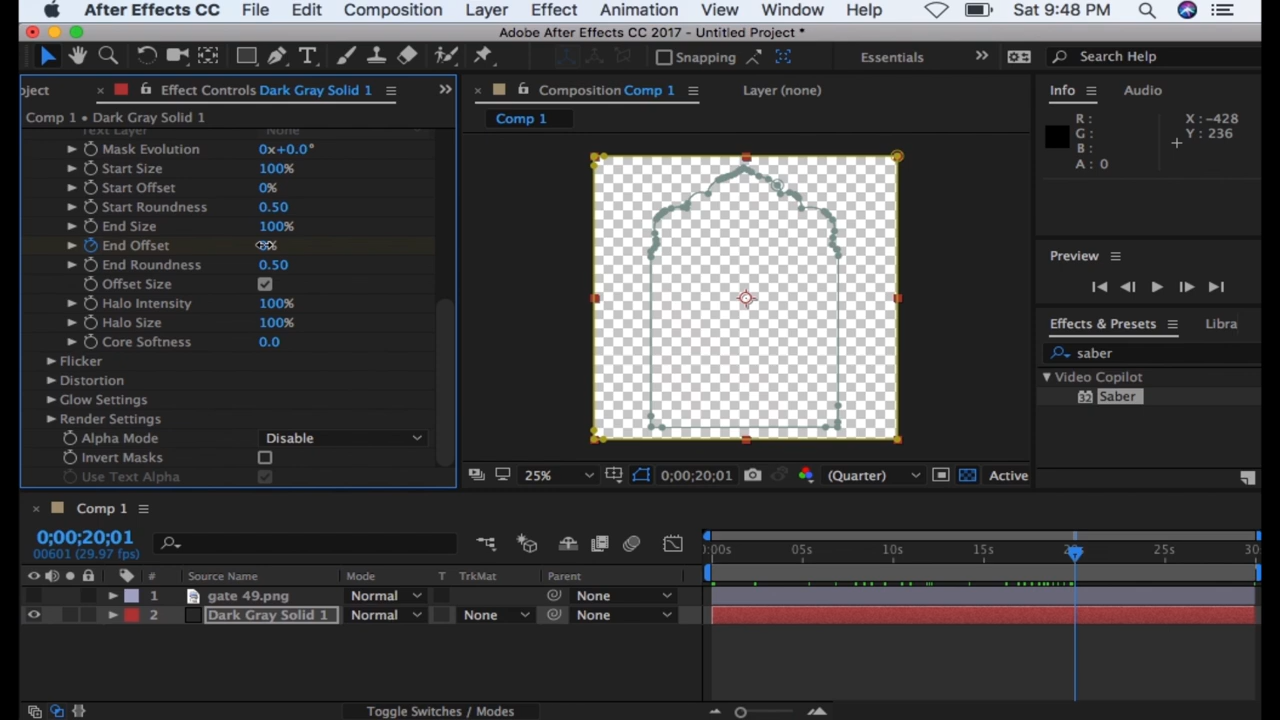 After Effects CC File Edit Composition Layer Effect Animation View Window Help Sat 9:48 PM
Adobe After Effects CC 2017 - Untitled Project *
Snapping Essentials Search Help
oject Effect Controls Dark Gray Solid 1 Composition Comp 1 Layer (none) Info Audio
Comp 1 • Dark Gray Solid 1 Comp 1
R: X: -428
G: Y: 236
B:
A: 0
Text Layer None
Mask Evolution 0x+0.0°
Start Size 100%
Start Offset 0%
Start Roundness 0.50
End Size 100%
End Offset
End Roundness 0.50
Offset Size
Halo Intensity 100%
Halo Size 100%
Core Softness 0.0
Flicker
Distortion
Glow Settings
Render Settings
Alpha Mode Disable
Invert Masks
Use Text Alpha
Preview
Effects & Presets Libra
saber
Video Copilot
32 Saber
25% 0;00;20;01 (Quarter) Active
Comp 1
0;00;20;01
00601 (29.97 fps)
:00s 05s 10s 15s 20s 25s 30
# Source Name Mode T TrkMat Parent
1 gate 49.png Normal None
2 Dark Gray Solid 1 Normal None None
Toggle Switches / Modes